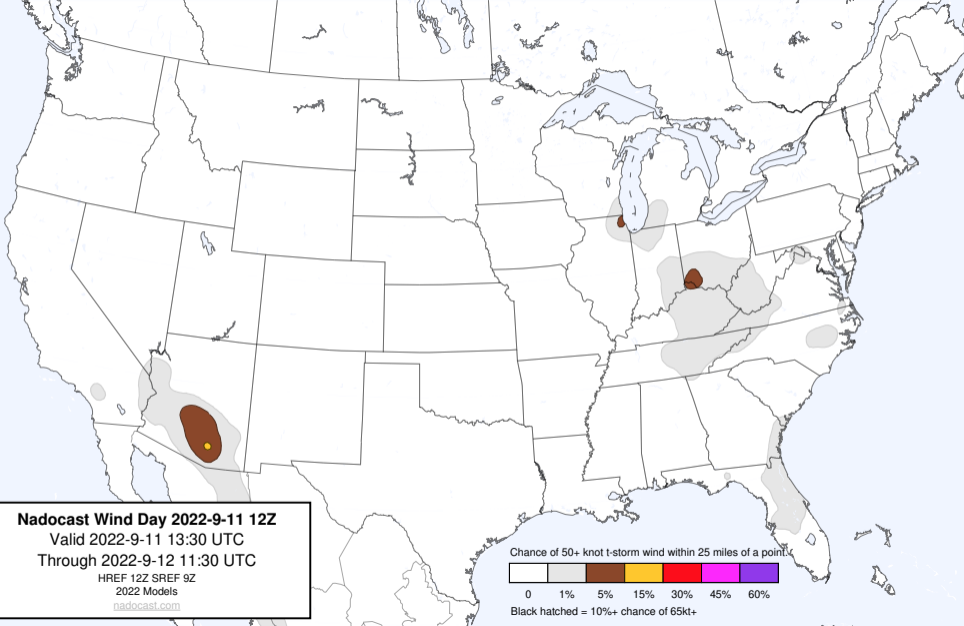 Nadocast Wind Day 2022-9-11 12Z
Valid 2022-9-11 13:30 UTC
Through 2022-9-12 11:30 UTC
HREF 12Z SREF 9Z
2022 Models
nadocast.com
Chance of 50+ knot t-storm wind within 25 miles of a point.
0 1% 5% 15% 30% 45% 60%
Black hatched = 10%+ chance of 65kt+